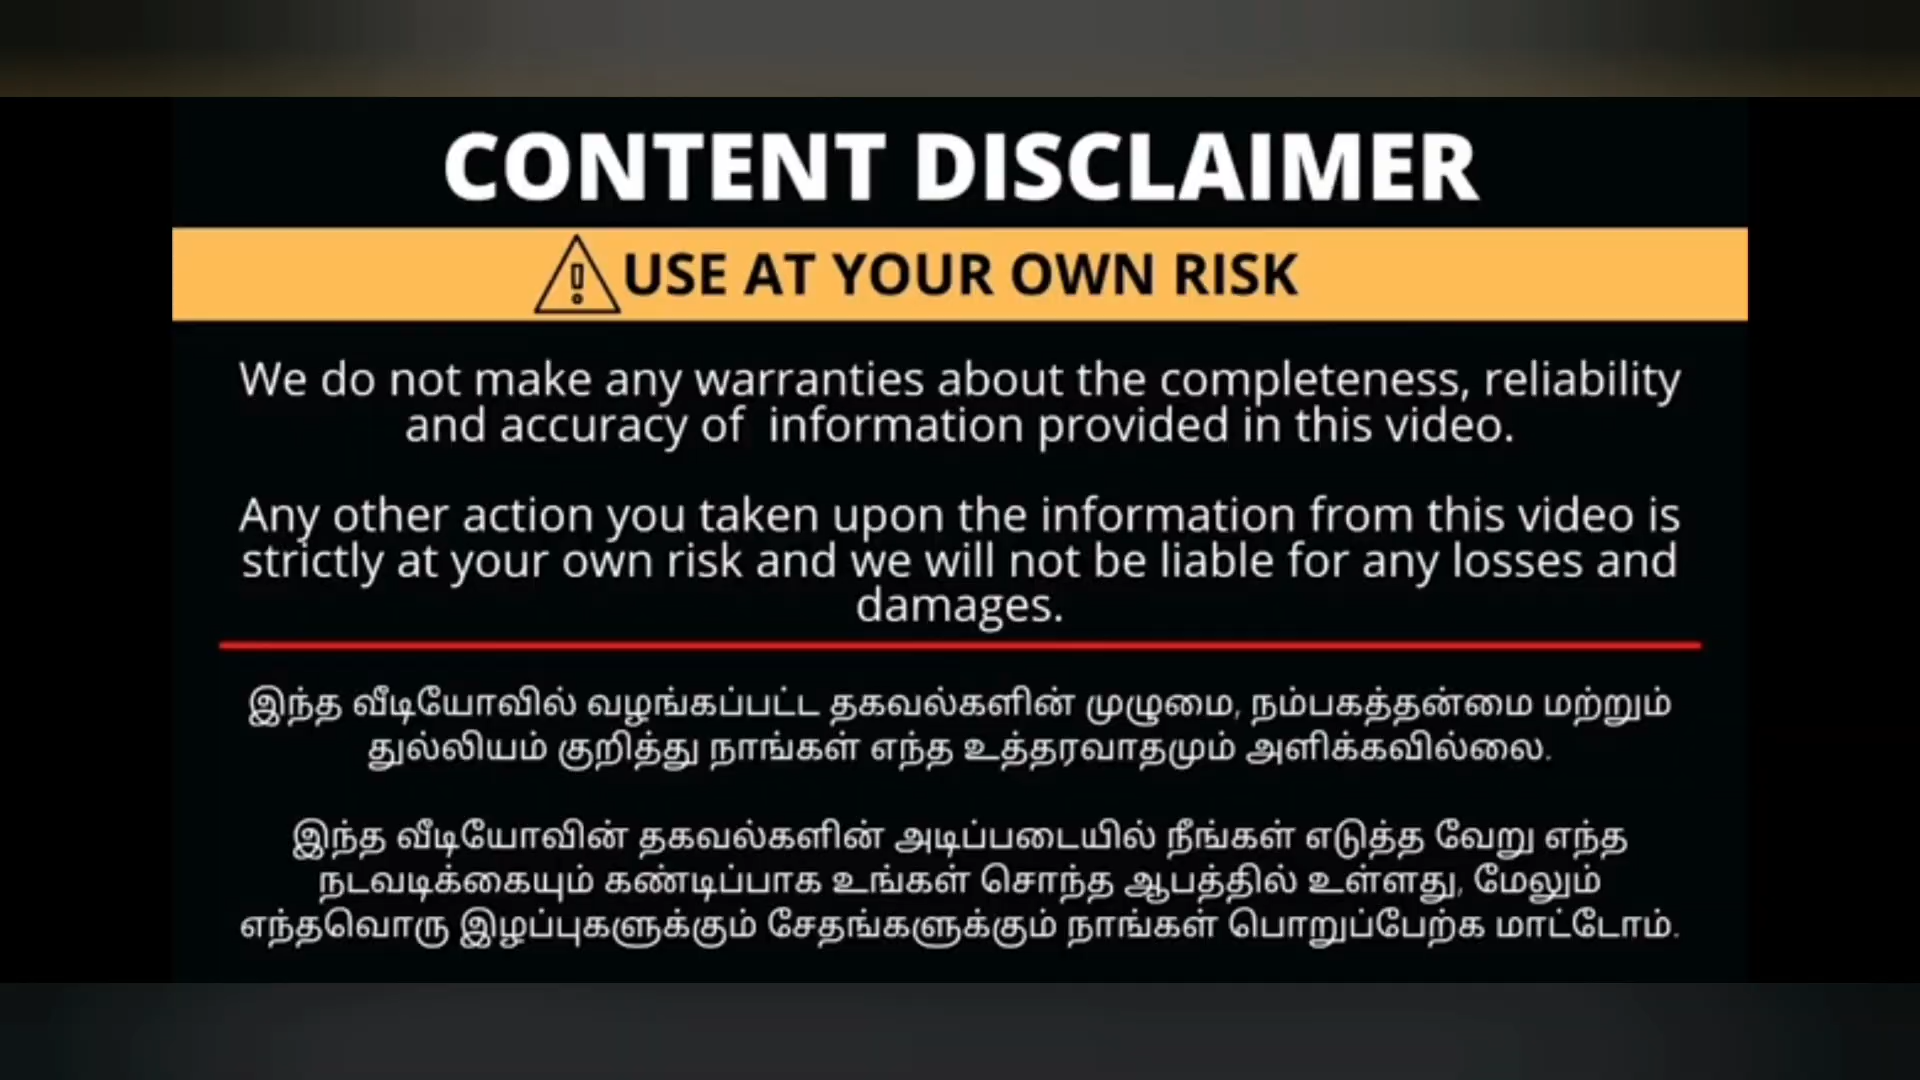 CONTENT DISCLAIMER
USE AT YOUR OWN RISK
We do not make any warranties about the completeness, reliability
and accuracy of information provided in this video.
Any other action you taken upon the information from this video is
strictly at your own risk and we will not be liable for any losses and
damages.
இந்த வீடியோவில் வழங்கப்பட்ட தகவல்களின் முழுமை, நம்பகத்தன்மை மற்றும்
துல்லியம் குறித்து நாங்கள் எந்த உத்தரவாதமும் அளிக்கவில்லை.
இந்த வீடியோவின் தகவல்களின் அடிப்படையில் நீங்கள் எடுத்த வேறு எந்த
நடவடிக்கையும் கண்டிப்பாக உங்கள் சொந்த ஆபத்தில் உள்ளது, மேலும்
எந்தவொரு இழப்புகளுக்கும் சேதங்களுக்கும் நாங்கள் பொறுப்பேற்க மாட்டோம்.